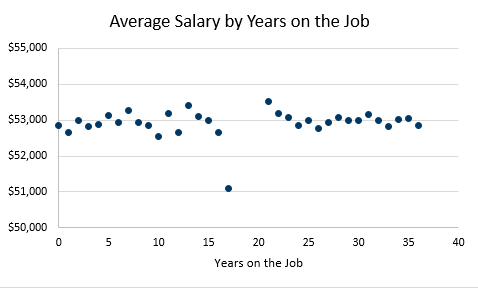 Average Salary by Years on the Job
$55,000
$54,000
$53,000
$52,000
$51,000
$50,000
0 5 10 15 20 25 30 35 40
Years on the Job